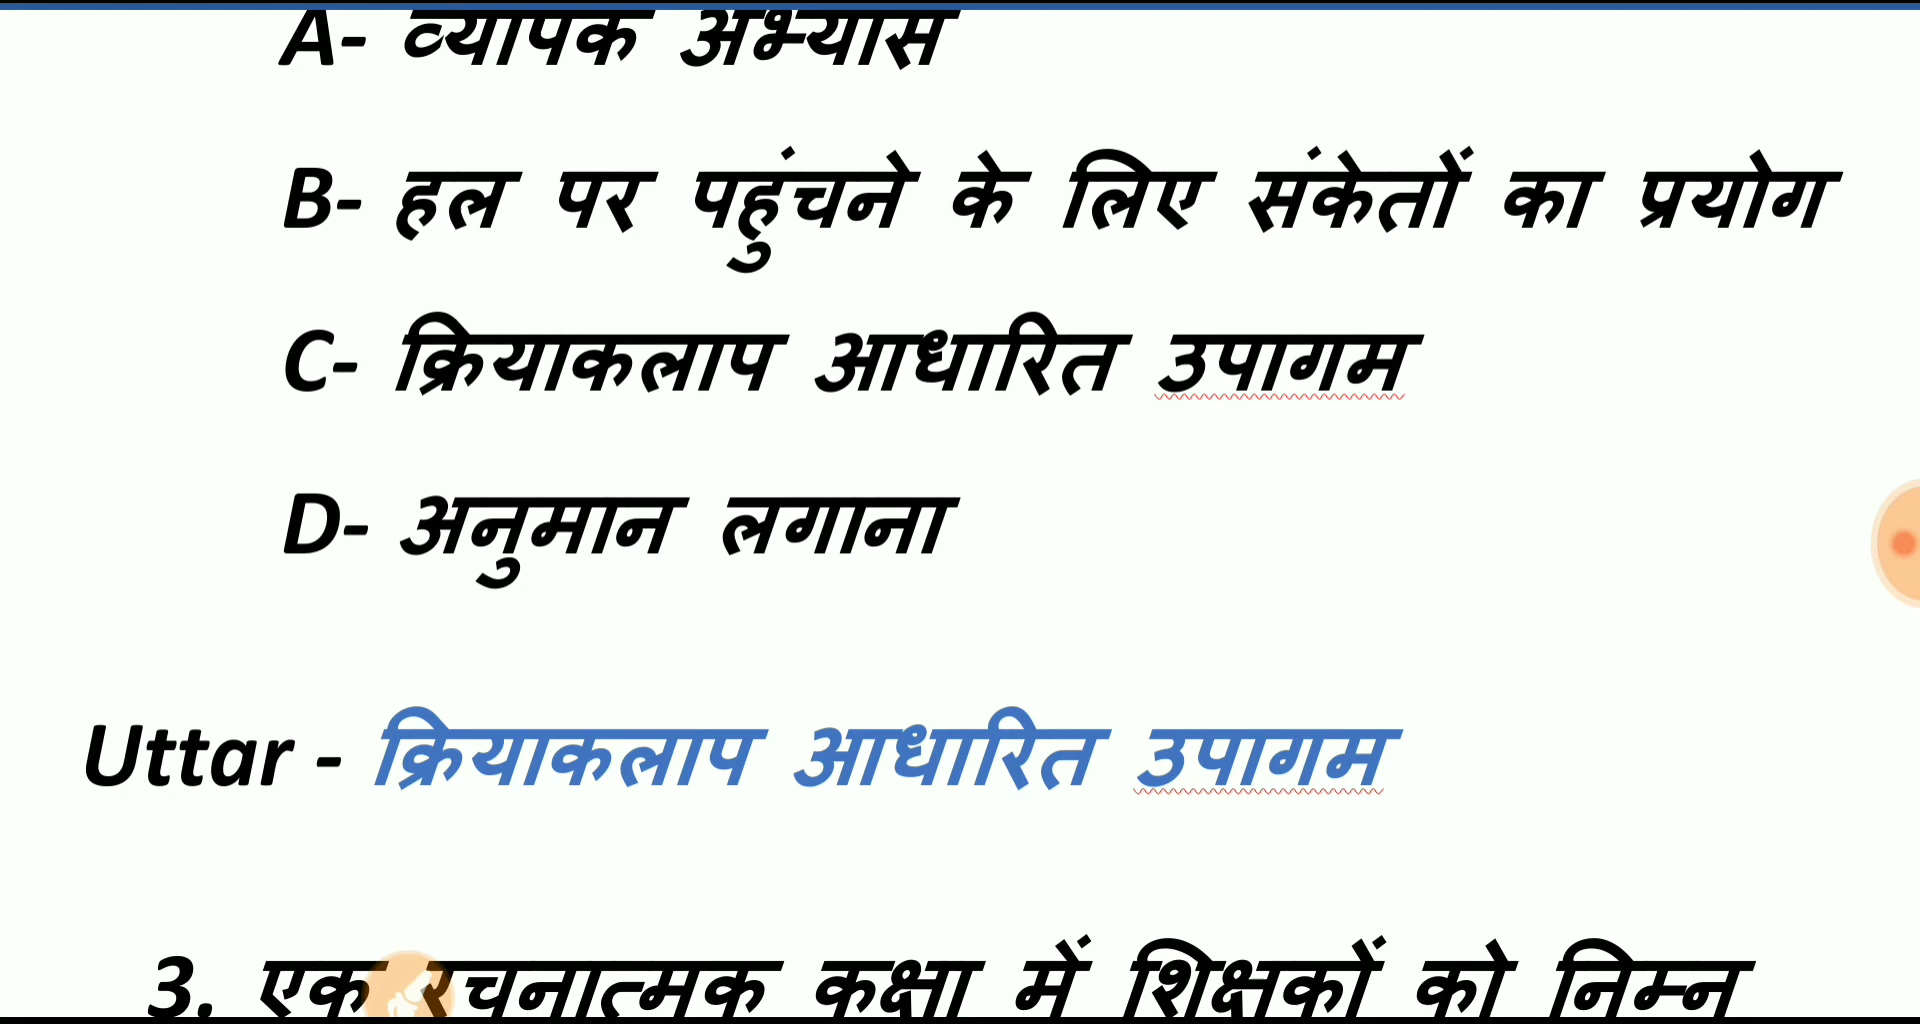 A- व्यापक अभ्यास
B- हल पर पहुंचने के लिए संकेतों का प्रयोग
C- क्रियाकलाप आधारित उपागम
D- अनुमान लगाना
Uttar - क्रियाकलाप आधारित उपागम
3. एक रचनात्मक कक्षा में शिक्षकों को निम्न